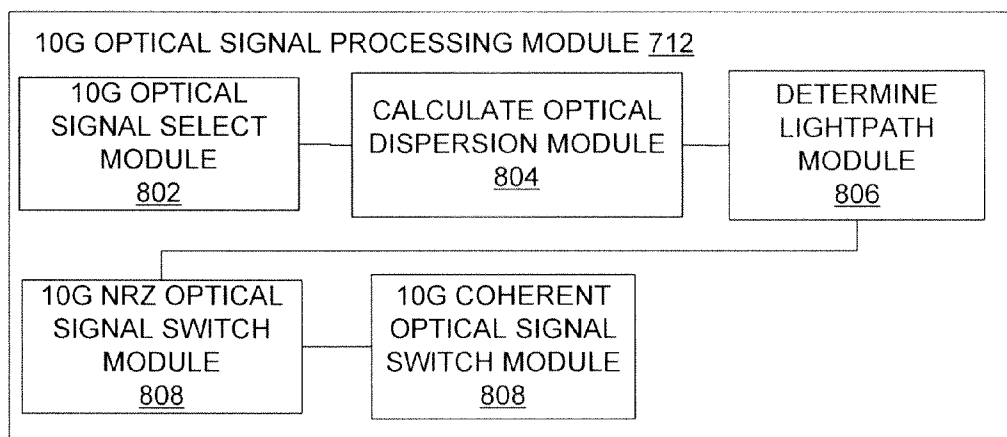 10G OPTICAL SIGNAL PROCESSING MODULE 712
10G OPTICAL
SIGNAL SELECT
MODULE
802
CALCULATE OPTICAL
DISPERSION MODULE
804
DETERMINE
LIGHTPATH
MODULE
806
10G NRZ OPTICAL
SIGNAL SWITCH
MODULE
808
10G COHERENT
OPTICAL SIGNAL
SWITCH MODULE
808